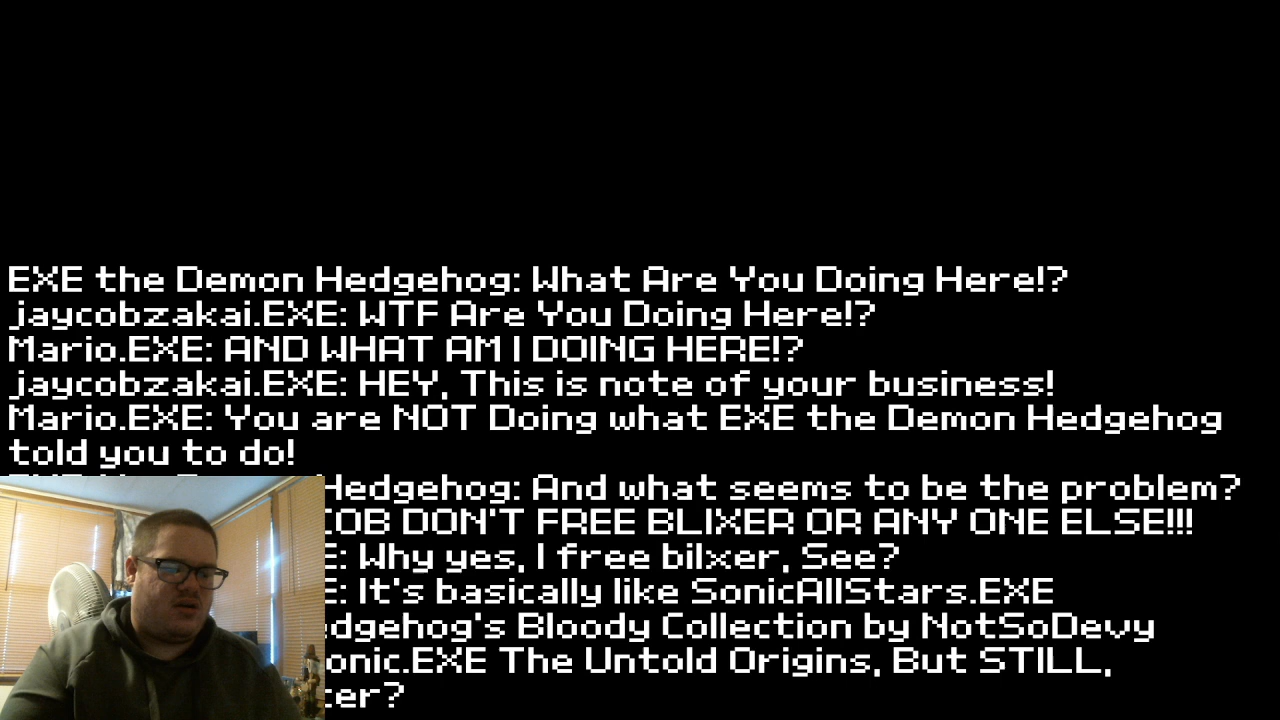 EXE the Demon Hedgehog: What Are You Doing Here!?
jaycobzakai.EXE: WTF Are You Doing Here!?
Mario.EXE: AND WHAT AM I DOING HERE!?
jaycobzakai.EXE: HEY, This is note of your business!
Mario.EXE: You are NOT Doing what EXE the Demon Hedgehog
told you to do!
Hedgehog: And what seems to be the problem?
COB DON'T FREE BLIXER OR ANY ONE ELSE!!!
E: Why yes, I free bilxer, See?
E: It's basically like SonicAllStars.EXE
dgehog's Bloody Collection by NotSoDevy
onic.EXE The Untold Origins, But STILL,
ter?